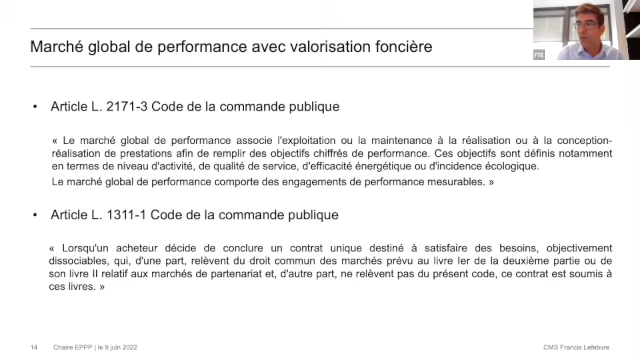 Marché global de performance avec valorisation foncière
FTE
• Article L. 2171-3 Code de la commande publique
« Le marché global de performance associe l'exploitation ou la maintenance à la réalisation ou à la conception-
réalisation de prestations afin de remplir des objectifs chiffrés de performance. Ces objectifs sont définis notamment
en termes de niveau d'activité, de qualité de service, d'efficacité énergétique ou d'incidence écologique.
Le marché global de performance comporte des engagements de performance mesurables. »
• Article L. 1311-1 Code de la commande publique
« Lorsqu'un acheteur décide de conclure un contrat unique destiné à satisfaire des besoins, objectivement
dissociables, qui, d'une part, relèvent du droit commun des marchés prévu au livre Ier de la deuxième partie ou de
son livre II relatif aux marchés de partenariat et, d'autre part, ne relèvent pas du présent code, ce contrat est soumis à
ces livres. »
14 Chaire EPPP | le 9 juin 2022 CMS Francis Lefebvre